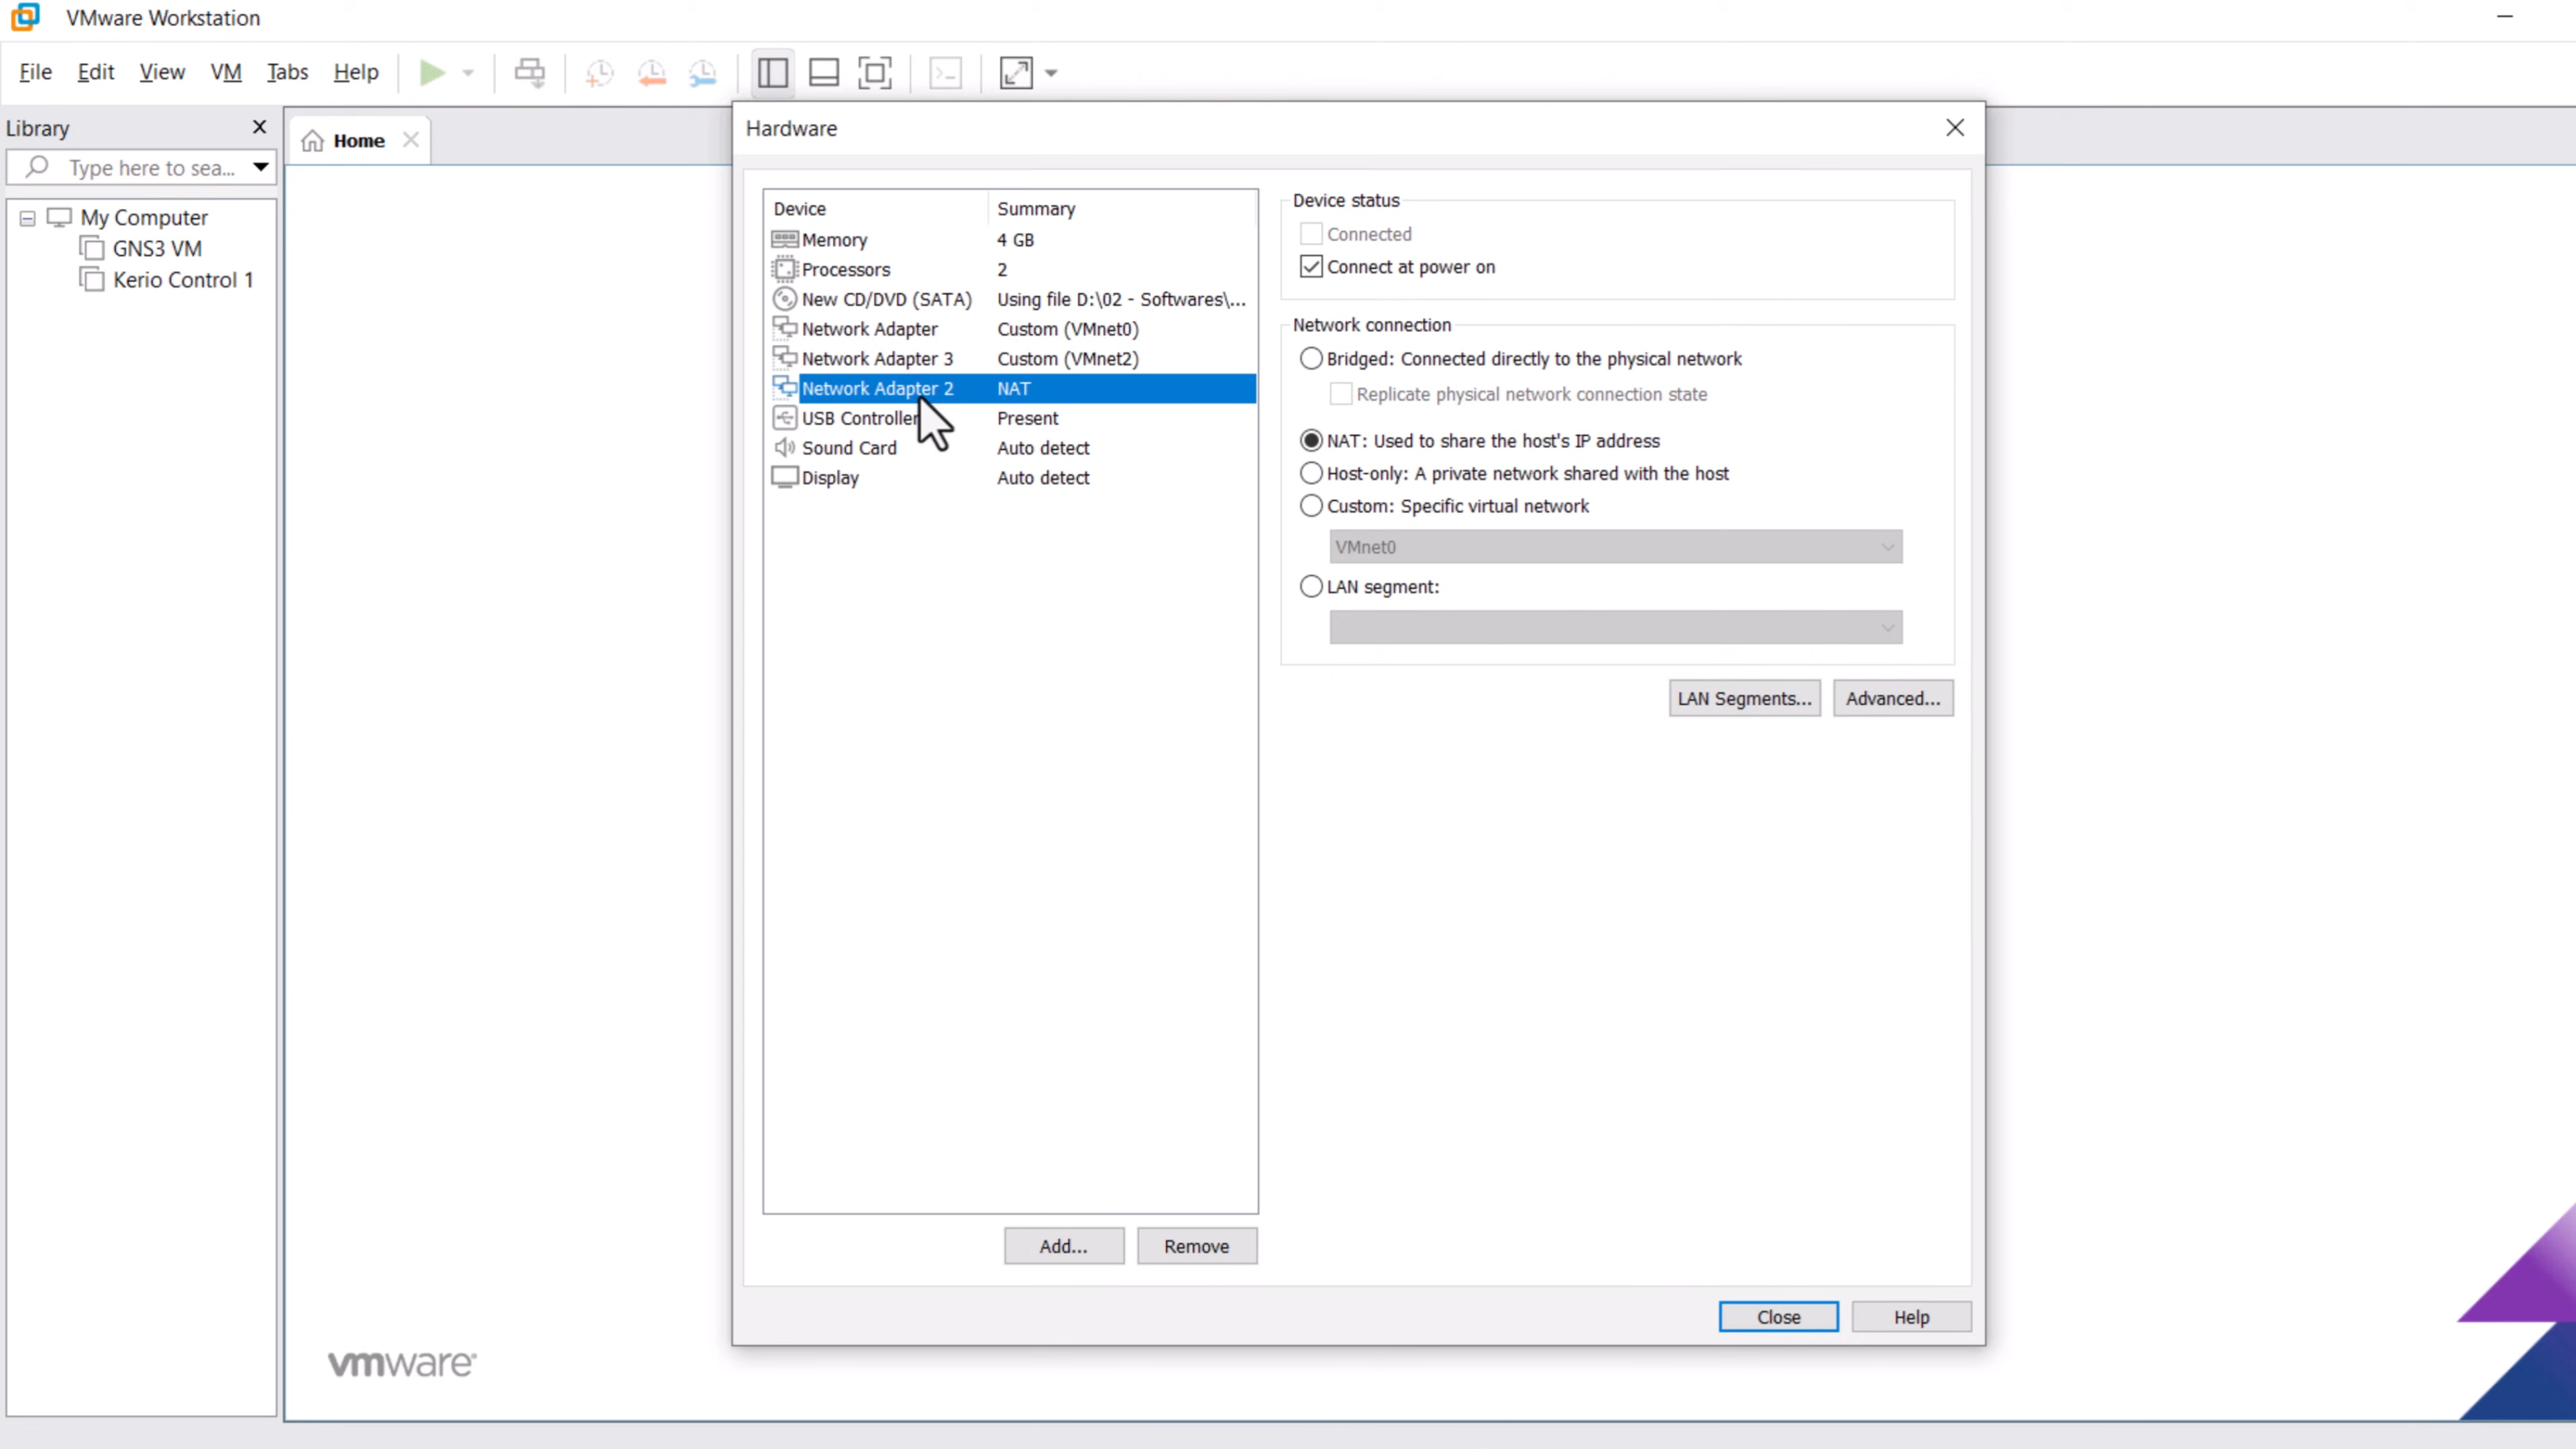 VMware Workstation
File Edit View VM Tabs Help
Library
Type here to sea...
My Computer
GNS3 VM
Kerio Control 1
Home
Hardware
Device Summary
Memory 4 GB
Processors 2
New CD/DVD (SATA) Using file D:\02 - Softwares\...
Network Adapter Custom (VMnet0)
Network Adapter 3 Custom (VMnet2)
Network Adapter 2 NAT
USB Controller Present
Sound Card Auto detect
Display Auto detect
Add... Remove
Device status
Connected
Connect at power on
Network connection
Bridged: Connected directly to the physical network
Replicate physical network connection state
NAT: Used to share the host's IP address
Host-only: A private network shared with the host
Custom: Specific virtual network
VMnet0
LAN segment:
LAN Segments... Advanced...
Close Help
vmware